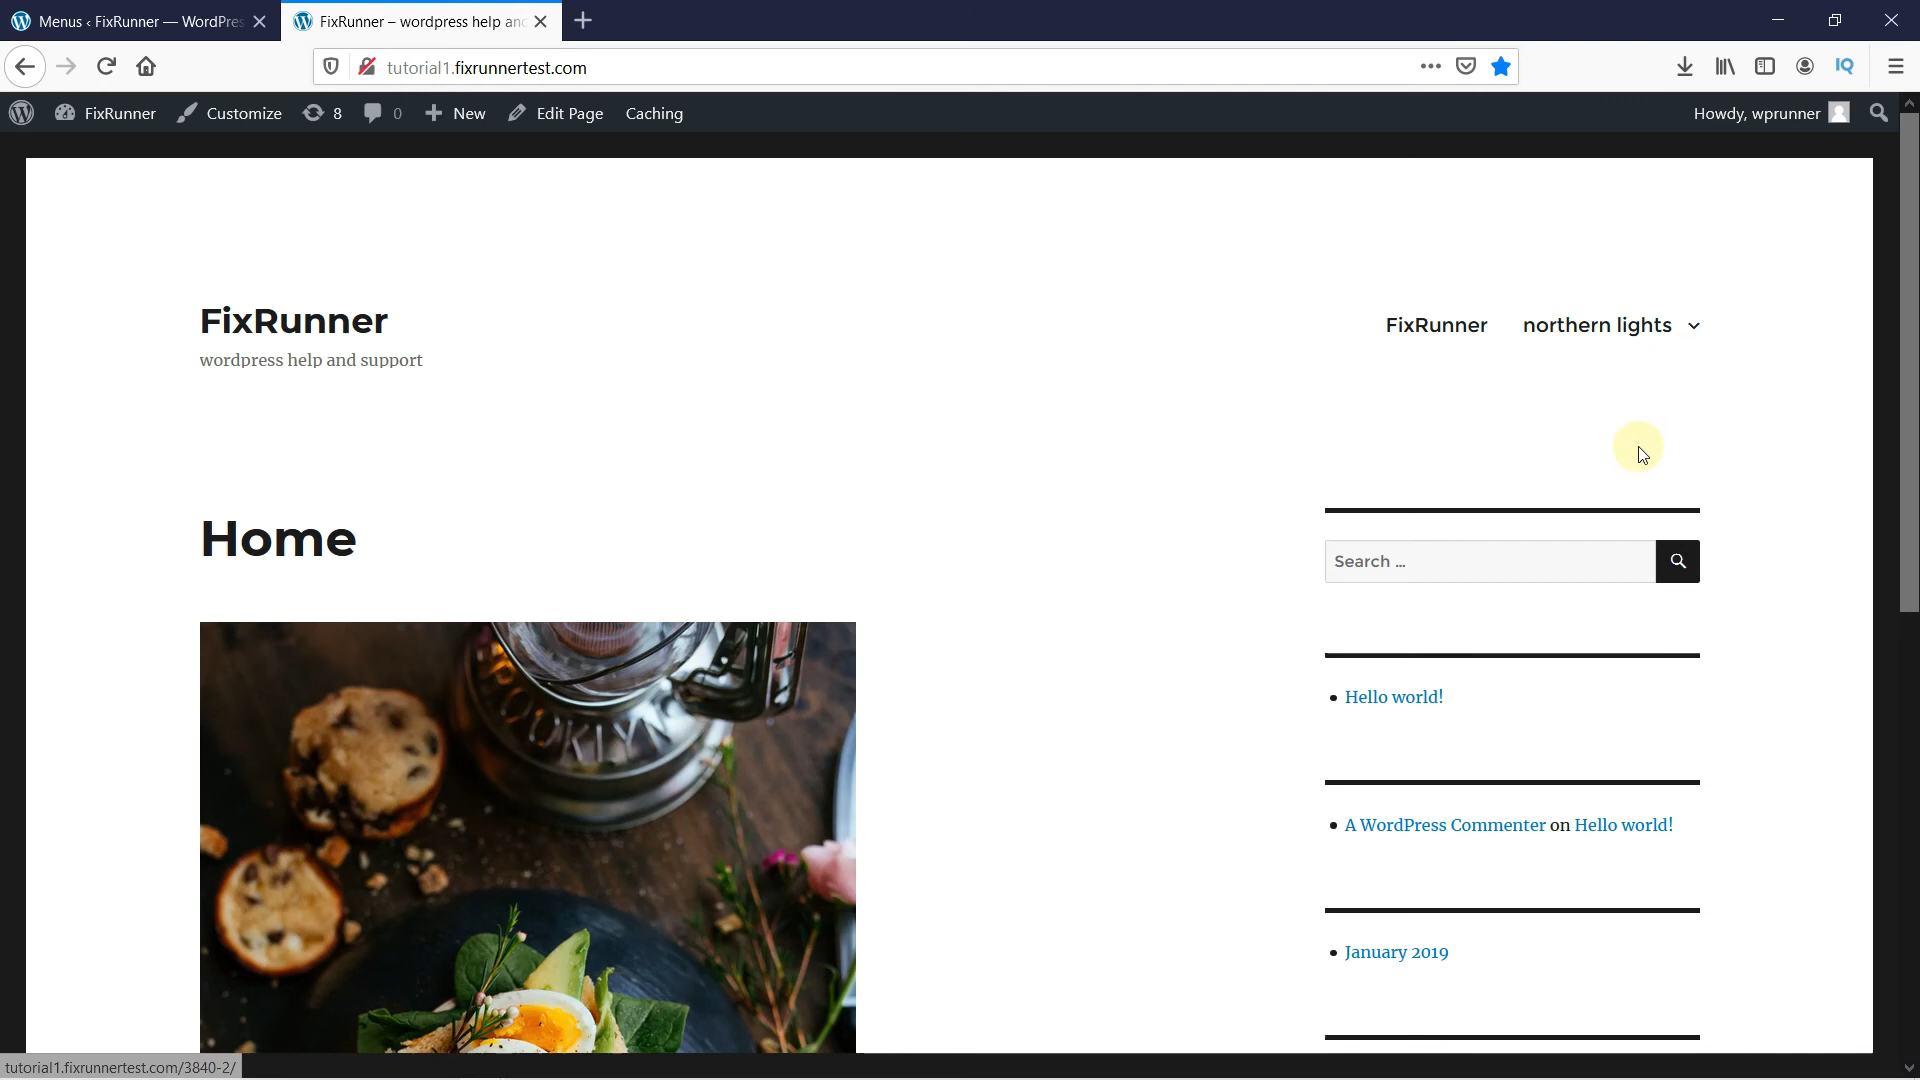 Menus ‹ FixRunner — WordPres
FixRunner – wordpress help and
tutorial1.fixrunnertest.com
IQ
FixRunner
Customize
8
0
New
Edit Page
Caching
Howdy, wprunner
FixRunner
wordpress help and support
FixRunner
northern lights
Home
Search ...
Hello world!
A WordPress Commenter on Hello world!
January 2019
tutorial1.fixrunnertest.com/3840-2/